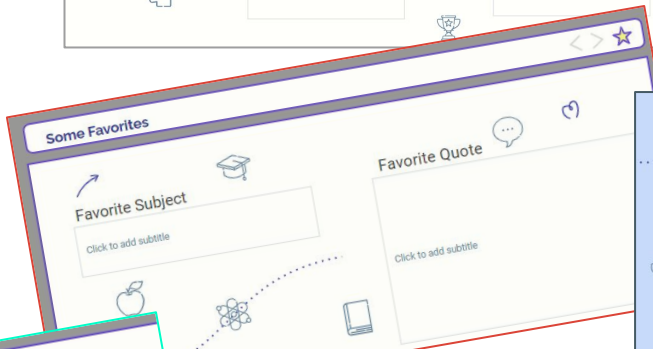 Some Favorites
Favorite Subject
Click to add subtitle
Favorite Quote
Click to add subtitle